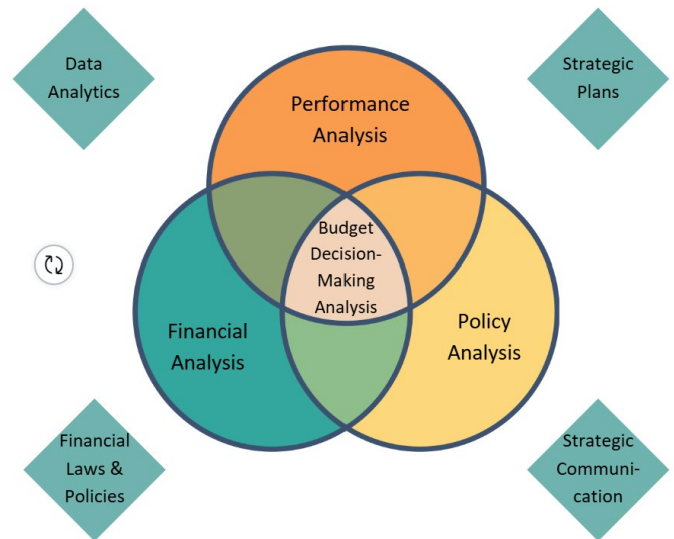 Data
Analytics
Strategic
Plans
Performance
Analysis
Budget
Decision-
Making
Analysis
Financial
Analysis
Policy
Analysis
Financial
Laws &
Policies
Strategic
Communi-
cation